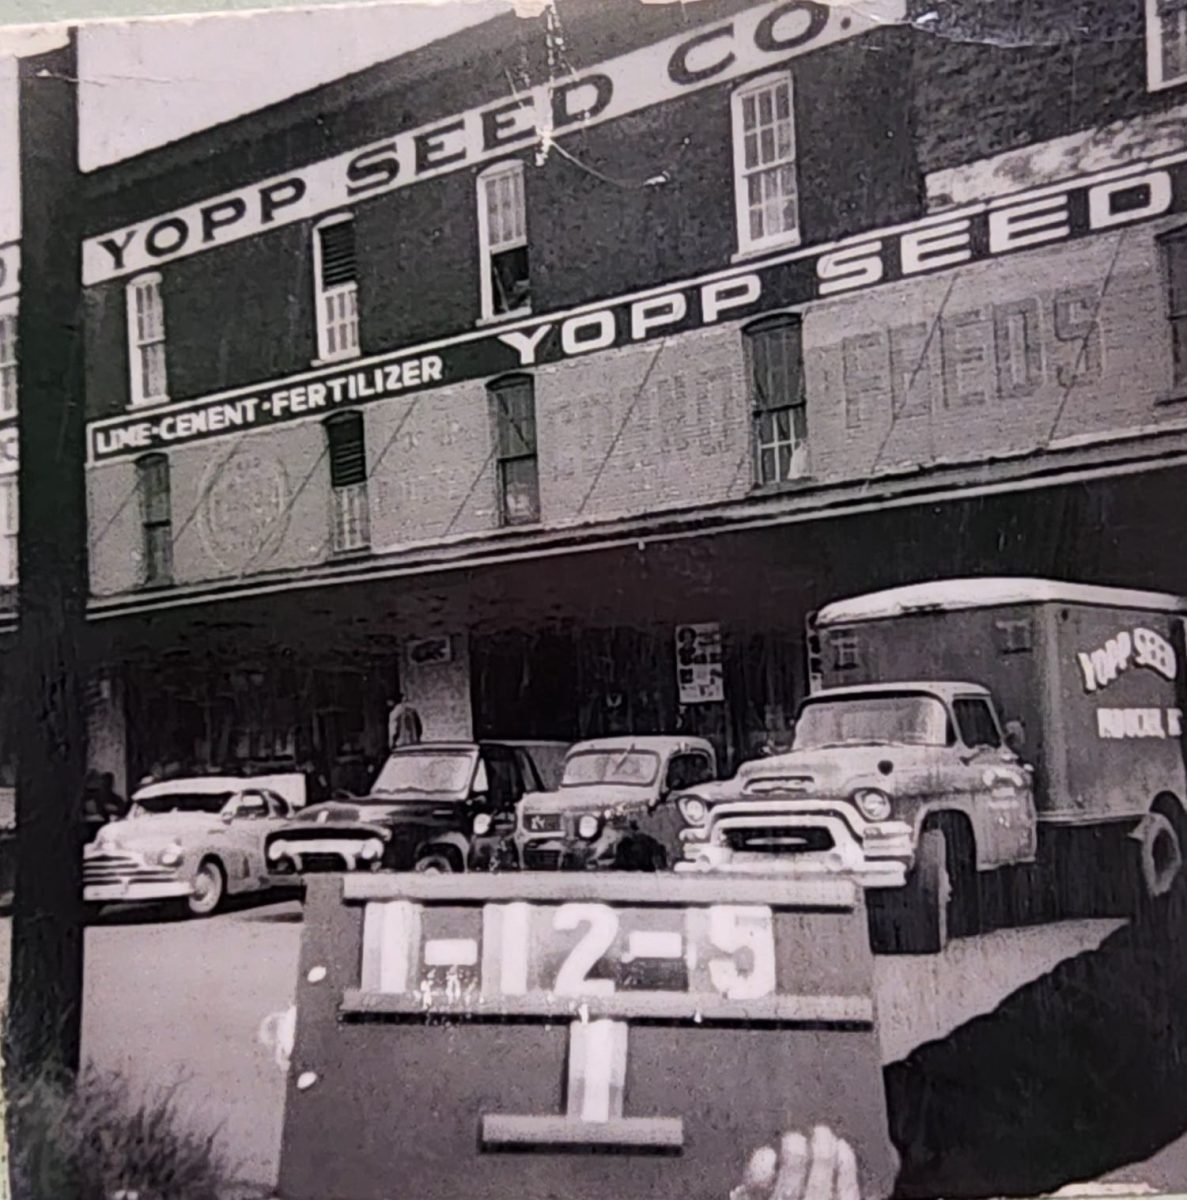 YOPP SEED CO.
YOPP SEED
LIME-CEMENT-FERTILIZER
FEEDS
YOPP SEED
1-12-5
1